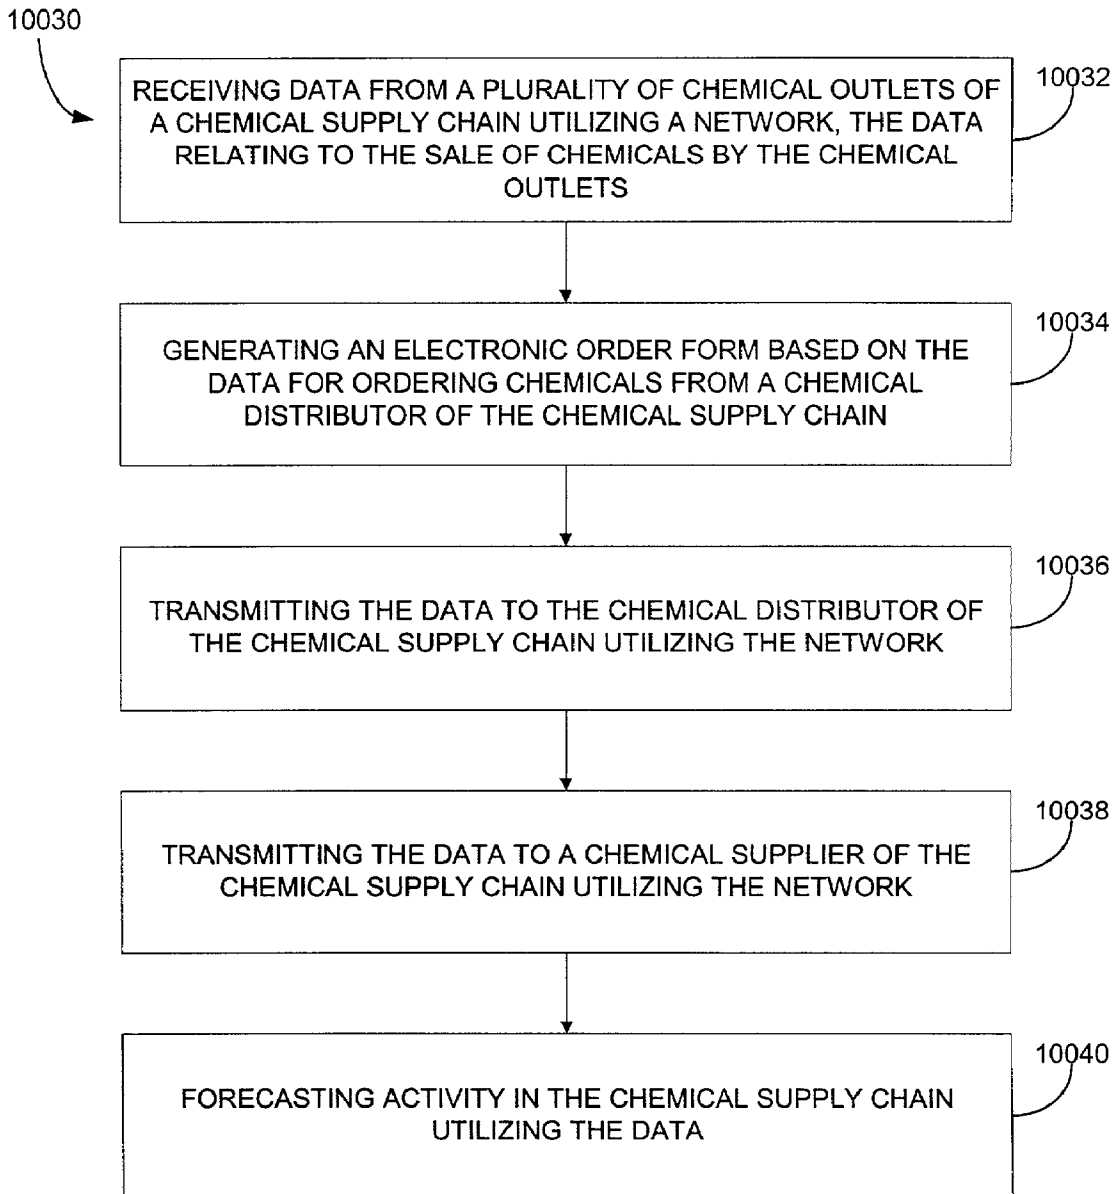 10030
10032
RECEIVING DATA FROM A PLURALITY OF CHEMICAL OUTLETS OF
A CHEMICAL SUPPLY CHAIN UTILIZING A NETWORK, THE DATA
RELATING TO THE SALE OF CHEMICALS BY THE CHEMICAL
OUTLETS
10034
GENERATING AN ELECTRONIC ORDER FORM BASED ON THE
DATA FOR ORDERING CHEMICALS FROM A CHEMICAL
DISTRIBUTOR OF THE CHEMICAL SUPPLY CHAIN
10036
TRANSMITTING THE DATA TO THE CHEMICAL DISTRIBUTOR OF
THE CHEMICAL SUPPLY CHAIN UTILIZING THE NETWORK
10038
TRANSMITTING THE DATA TO A CHEMICAL SUPPLIER OF THE
CHEMICAL SUPPLY CHAIN UTILIZING THE NETWORK
10040
FORECASTING ACTIVITY IN THE CHEMICAL SUPPLY CHAIN
UTILIZING THE DATA